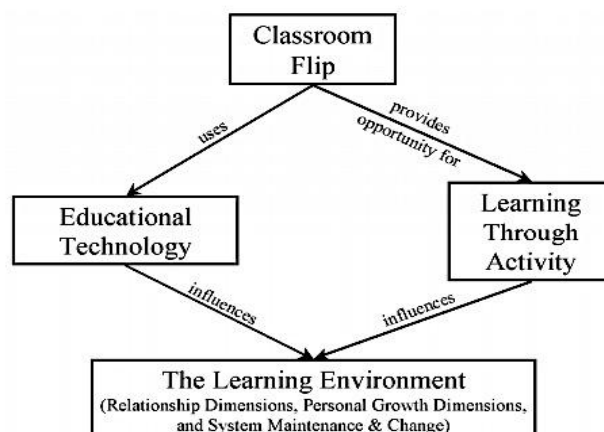 Classroom
Flip
uses
provides
opportunity for
Educational
Technology
Learning
Through
Activity
influences
influences
The Learning Environment
(Relationship Dimensions, Personal Growth Dimensions,
and System Maintenance & Change)